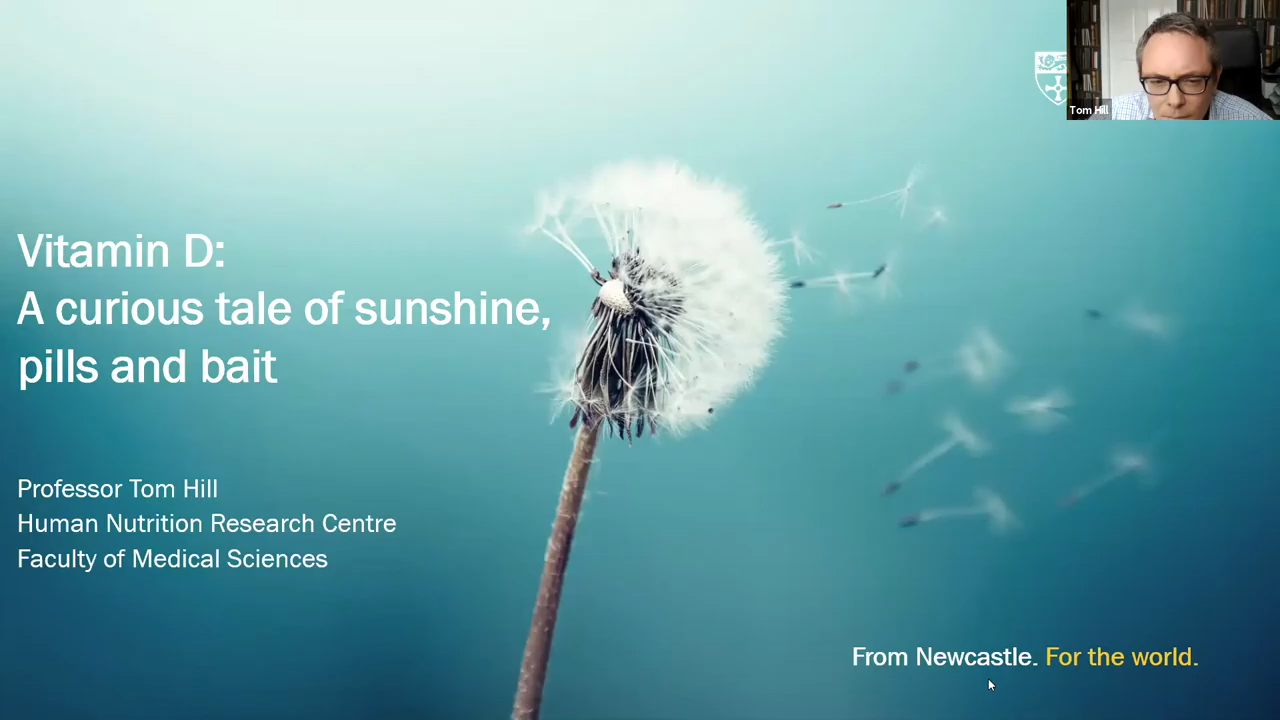 Tom Hill
Vitamin D:
A curious tale of sunshine,
pills and bait
Professor Tom Hill
Human Nutrition Research Centre
Faculty of Medical Sciences
From Newcastle. For the world.